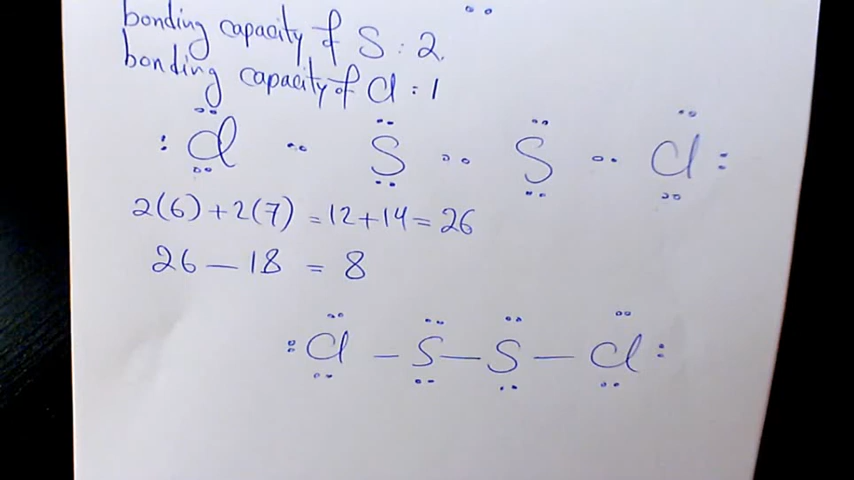 bonding capacity of S : 2.
bonding capacity of Cl : 1
:Cl ·· S ·· S ·· Cl:
2(6) + 2(7) = 12 + 14 = 26
26 — 18 = 8
:Cl — S — S — Cl: